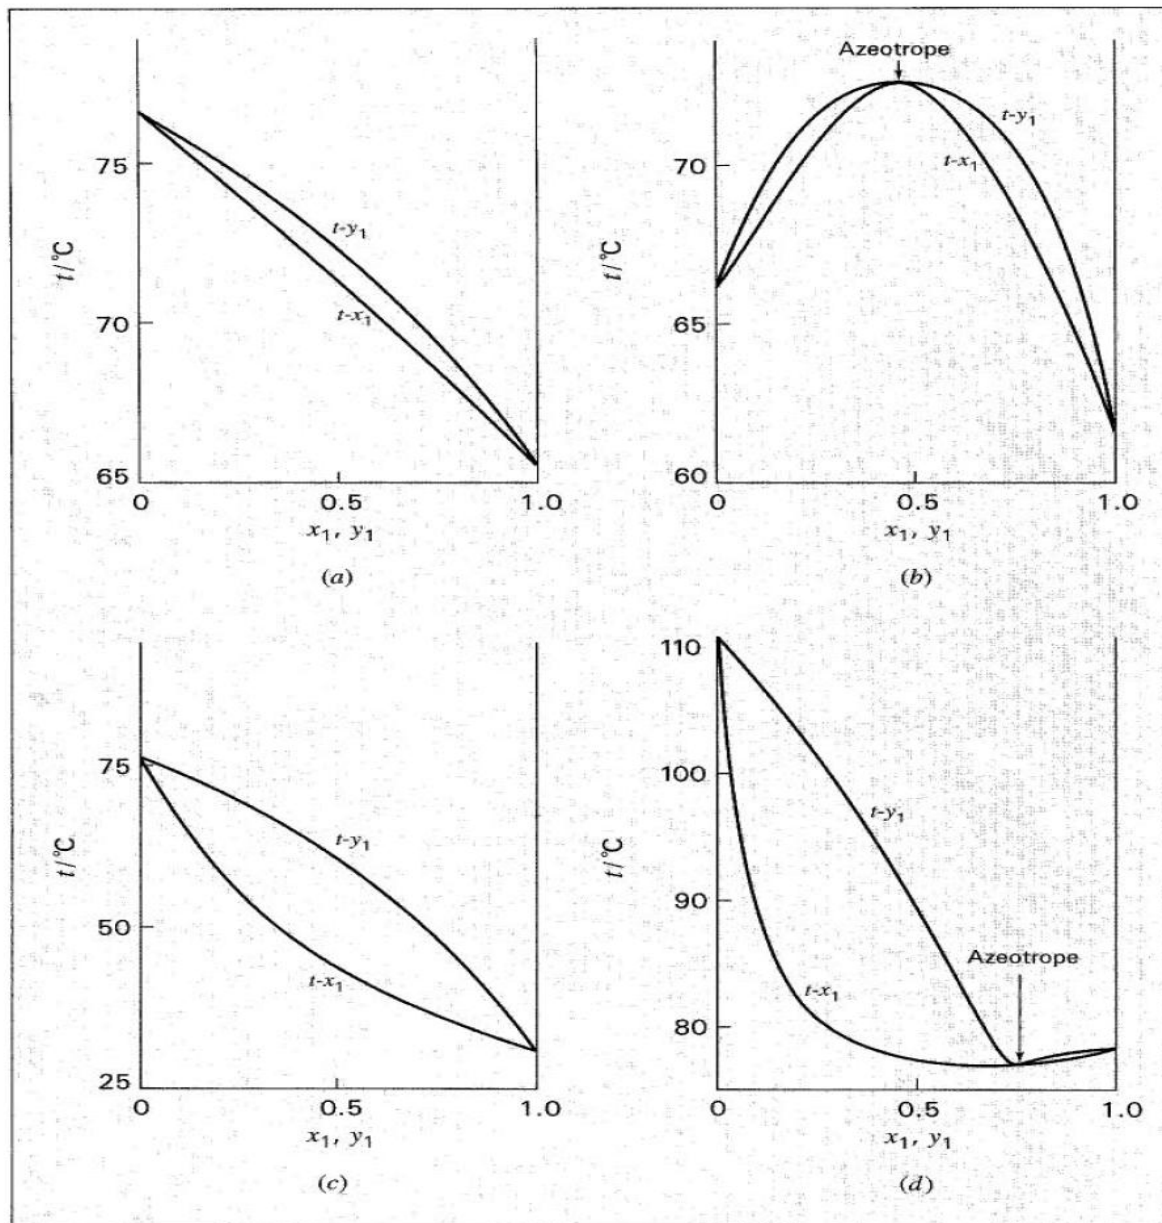 75
70
65
t/°C
t-y₁
t-x₁
0
0.5
1.0
x₁, y₁
(a)
Azeotrope
70
65
60
t/°C
t-y₁
t-x₁
0
0.5
1.0
x₁, y₁
(b)
75
50
25
t/°C
t-y₁
t-x₁
0
0.5
1.0
x₁, y₁
(c)
110
100
90
80
t/°C
t-y₁
t-x₁
Azeotrope
0
0.5
1.0
x₁, y₁
(d)